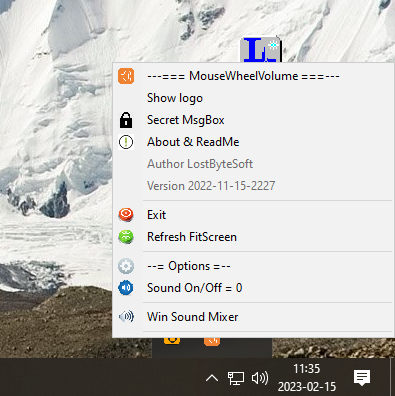 L
---=== MouseWheelVolume ===---
Show logo
Secret MsgBox
About & ReadMe
Author LostByteSoft
Version 2022-11-15-2227
Exit
Refresh FitScreen
--= Options =--
Sound On/Off = 0
Win Sound Mixer
11:35
2023-02-15